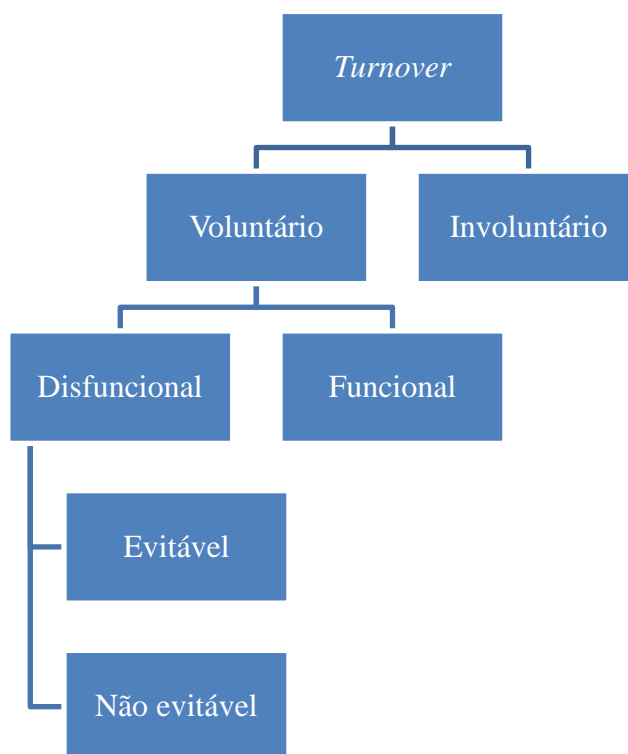 Turnover
Voluntário
Involuntário
Disfuncional
Funcional
Evitável
Não evitável